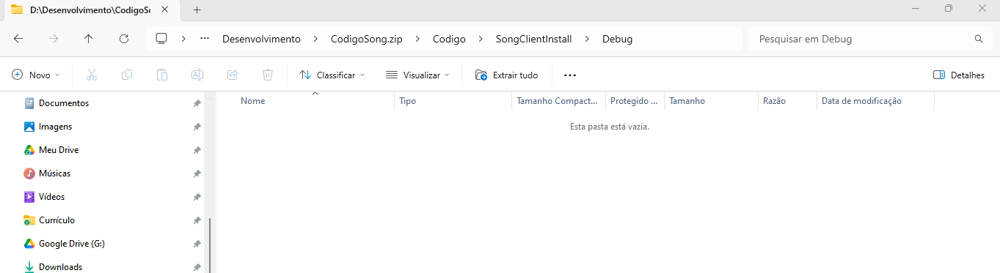 D:\Desenvolvimento\CodigoSo
Desenvolvimento > CodigoSong.zip > Codigo > SongClientInstall > Debug
Pesquisar em Debug
Novo
Classificar
Visualizar
Extrair tudo
Detalhes
Nome
Tipo
Tamanho Compact...
Protegido ...
Tamanho
Razão
Data de modificação
Esta pasta está vazia.
Documentos
Imagens
Meu Drive
Músicas
Vídeos
Currículo
Google Drive (G:)
Downloads